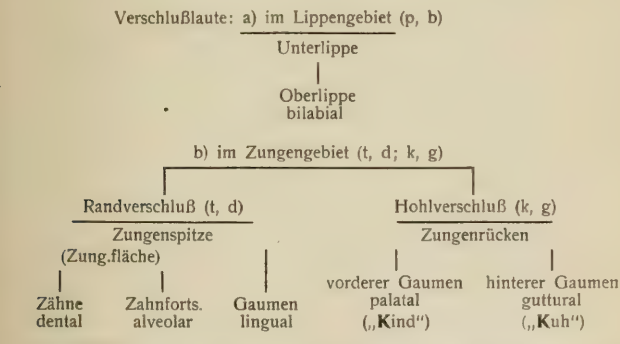 Verschlußlaute: a) im Lippengebiet (p, b)
Unterlippe
Oberlippe
bilabial
b) im Zungengebiet (t, d; k, g)
Randverschluß (t, d) Hohlverschluß (k, g)
Zungenspitze Zungenrücken
(Zung.fläche)
vorderer Gaumen hinterer Gaumen
Zähne Zahnforts. Gaumen palatal guttural
dental alveolar lingual („Kind“) („Kuh“)